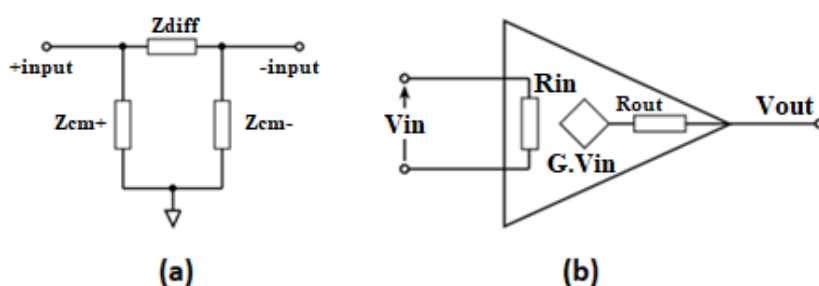 Zdiff
+input
-input
Zcm+
Zcm-
(a)
Rin
Rout
Vout
Vin
G.Vin
(b)